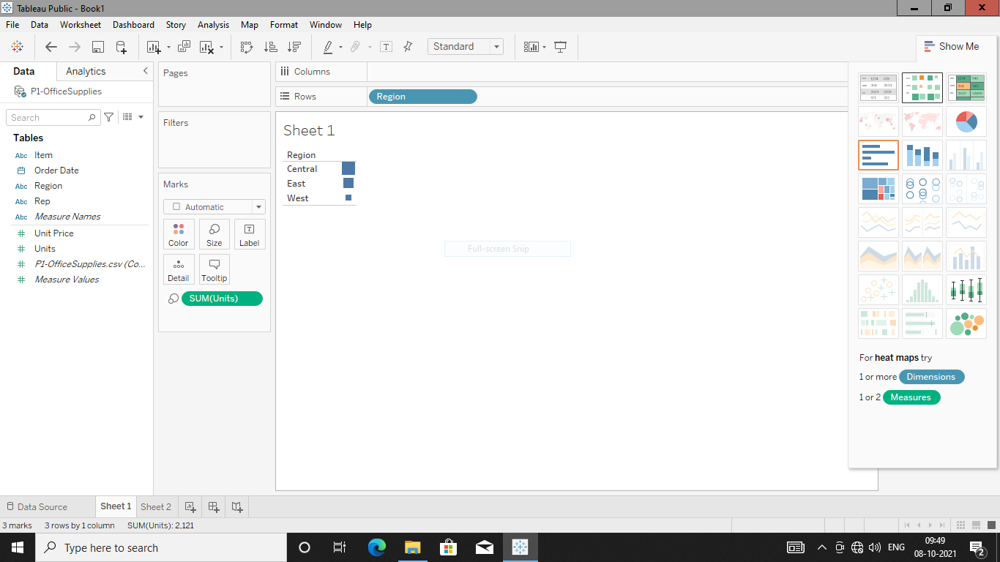 Tableau Public - Book1
File Data Worksheet Dashboard Story Analysis Map Format Window Help
Standard
Show Me
Data Analytics
P1-OfficeSupplies
Search
Tables
Abc Item
Order Date
Abc Region
Abc Rep
Abc Measure Names
Unit Price
Units
P1-OfficeSupplies.csv (Co...
Measure Values
Pages
Filters
Marks
Automatic
Color Size Label
Detail Tooltip
SUM(Units)
Columns
Rows Region
Sheet 1
Region
Central
East
West
Full-screen Snip
For heat maps try
1 or more Dimensions
1 or 2 Measures
Data Source Sheet 1 Sheet 2
3 marks 3 rows by 1 column SUM(Units): 2,121
Type here to search
ENG
09:49
08-10-2021
2